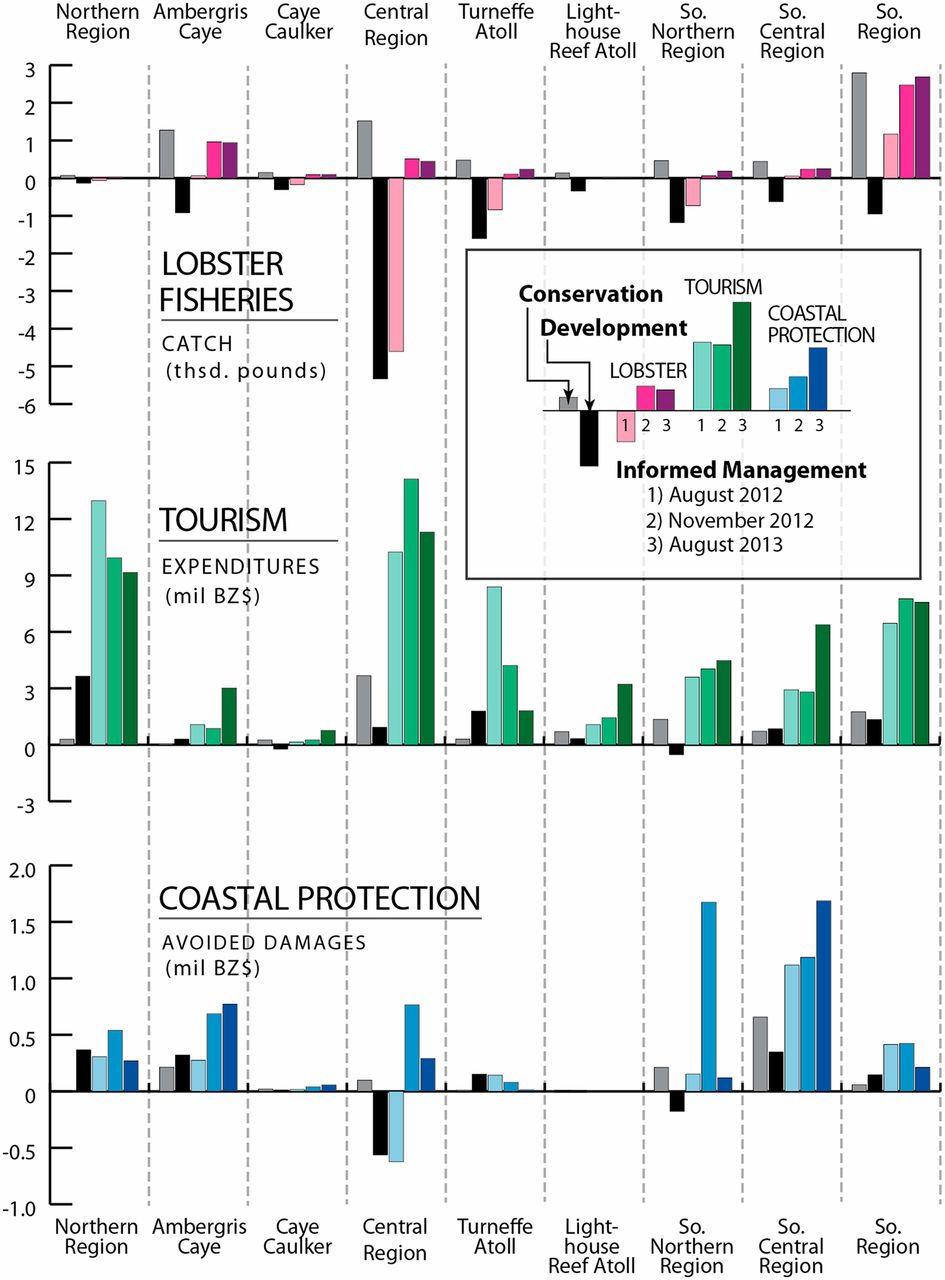 Northern
Region
Ambergris
Caye
Caye
Caulker
Central
Region
Turneffe
Atoll
Light-
house
Reef Atoll
So.
Northern
Region
So.
Central
Region
So.
Region
3
2
1
0
-1
-2
-3
-4
-5
-6
LOBSTER
FISHERIES
CATCH
(thsd. pounds)
Conservation
Development
LOBSTER
TOURISM
COASTAL
PROTECTION
1 2 3
1 2 3
1 2 3
Informed Management
1) August 2012
2) November 2012
3) August 2013
15
12
9
6
3
0
-3
TOURISM
EXPENDITURES
(mil BZ$)
2.0
1.5
1.0
0.5
0
-0.5
-1.0
COASTAL PROTECTION
AVOIDED DAMAGES
(mil BZ$)
Northern
Region
Ambergris
Caye
Caye
Caulker
Central
Region
Turneffe
Atoll
Light-
house
Reef Atoll
So.
Northern
Region
So.
Central
Region
So.
Region